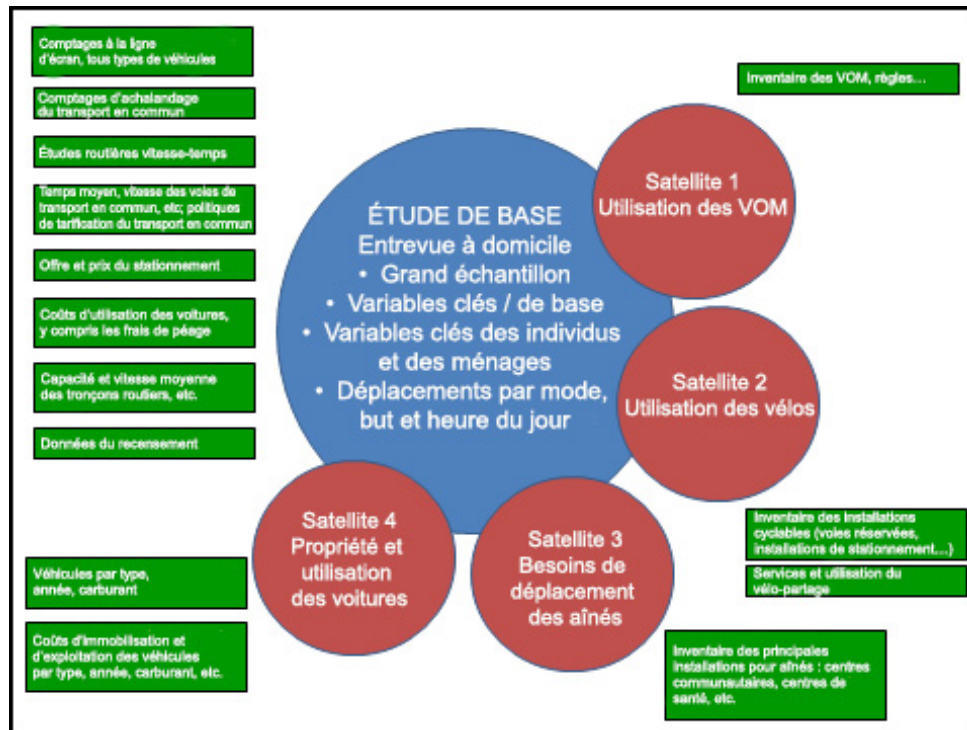 Comptages à la ligne
d'écran, tous types de véhicules
Comptages d'achalandage
du transport en commun
Études routières vitesse-temps
Temps moyen, vitesse des voies de
transport en commun, etc; politiques
de tarification du transport en commun
Offre et prix du stationnement
Coûts d'utilisation des voitures,
y compris les frais de péage
Capacité et vitesse moyenne
des tronçons routiers, etc.
Données du recensement
Véhicules par type,
année, carburant
Coûts d'immobilisation et
d'exploitation des véhicules
par type, année, carburant, etc.
ÉTUDE DE BASE
Entrevue à domicile
• Grand échantillon
• Variables clés / de base
• Variables clés des individus
et des ménages
• Déplacements par mode,
but et heure du jour
Inventaire des VOM, règles...
Satellite 1
Utilisation des VOM
Satellite 2
Utilisation des vélos
Inventaire des installations
cyclables (voies réservées,
installations de stationnement...)
Services et utilisation du
vélo-partage
Satellite 3
Besoins de
déplacement
des aînés
Inventaire des principales
installations pour aînés : centres
communautaires, centres de
santé, etc.
Satellite 4
Propriété et
utilisation
des voitures